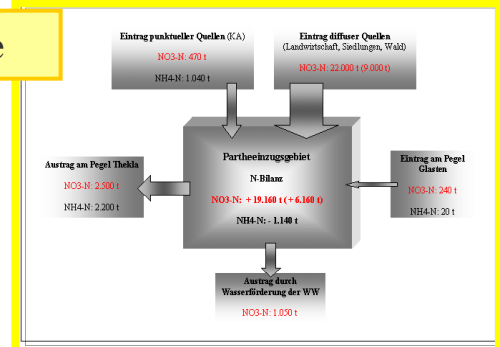 e
Eintrag punktueller Quellen (KA)
NO3-N: 470 t
NH4-N: 1.040 t
Eintrag diffuser Quellen
(Landwirtschaft, Siedlungen, Wald)
NO3-N: 22.000 t (9.000 t)
Austrag am Pegel Thekla
NO3-N: 2.500 t
NH4-N: 2.200 t
Partheeinzugsgebiet
N-Bilanz
NO3-N: + 19.160 t (+ 6.160 t)
NH4-N: - 1.140 t
Eintrag am Pegel
Glasten
NO3-N: 240 t
NH4-N: 20 t
Austrag durch
Wasserförderung der WW
NO3-N: 1.050 t